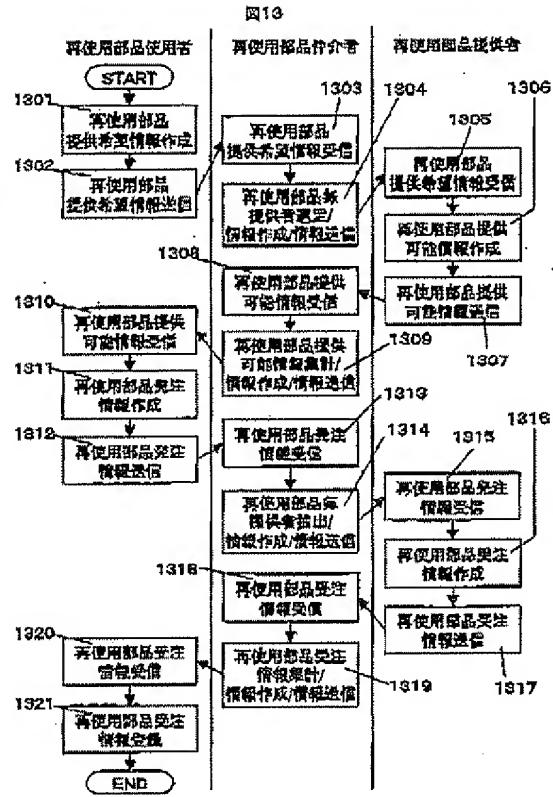 図13
再使用部品使用者
再使用部品仲介者
再使用部品提供者
START
1301
再使用部品
提供希望情報作成
1302
再使用部品
提供希望情報送信
1303
再使用部品
提供希望情報受信
1304
再使用部品毎
提供者選定/
情報作成/情報送信
1305
再使用部品
提供希望情報受信
1306
再使用部品提供
可能情報作成
再使用部品提供
可能情報送信
1307
1308
再使用部品提供
可能情報受信
再使用部品提供
可能情報集計/
情報作成/情報送信
1309
1310
再使用部品提供
可能情報受信
1311
再使用部品発注
情報作成
1312
再使用部品発注
情報送信
1313
再使用部品発注
情報受信
1314
再使用部品毎
提供者抽出/
情報作成/情報送信
1315
再使用部品発注
情報受信
1316
再使用部品受注
情報作成
再使用部品受注
情報送信
1317
1318
再使用部品受注
情報受信
再使用部品受注
情報集計/
情報作成/情報送信
1319
1320
再使用部品受注
情報受信
1321
再使用部品受注
情報登録
END